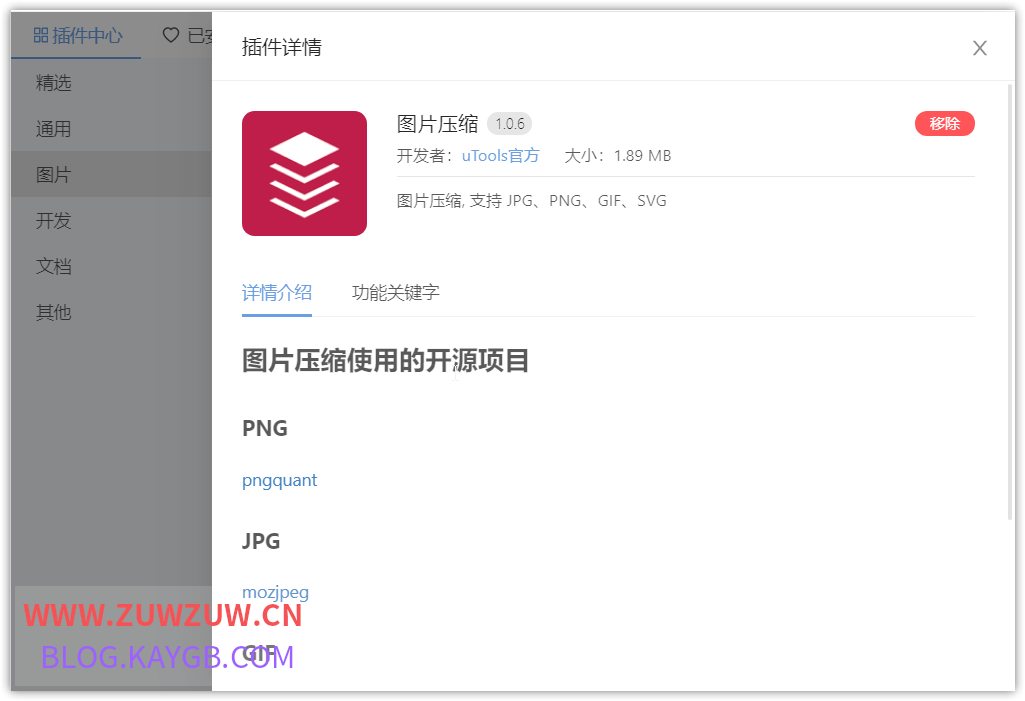 插件中心
已安
精选
通用
图片
开发
文档
其他
插件详情
图片压缩 1.0.6
移除
开发者：uTools官方 大小：1.89 MB
图片压缩, 支持 JPG、PNG、GIF、SVG
详情介绍 功能关键字
图片压缩使用的开源项目
PNG
pngquant
JPG
mozjpeg
GIF
WWW.ZUWZUW.CN
BLOG.KAYGB.COM